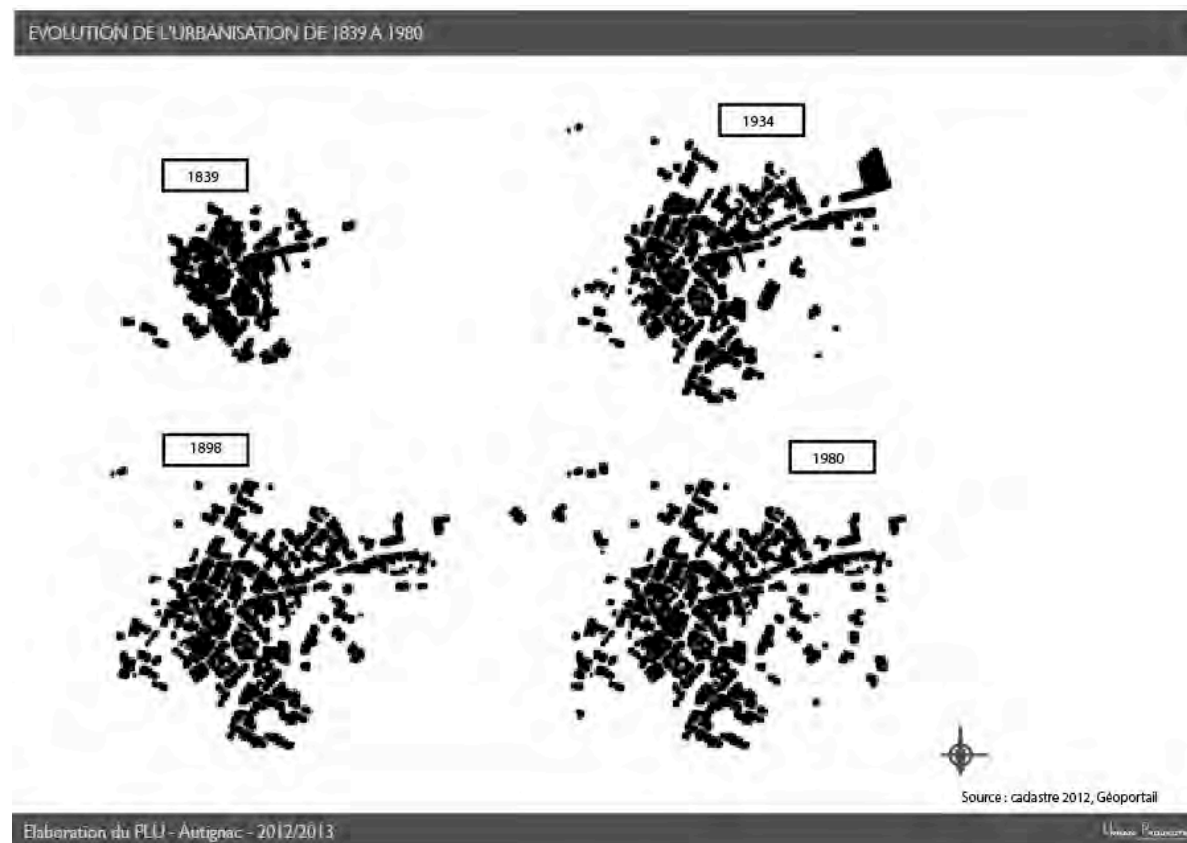 EVOLUTION DE L'URBANISATION DE 1839 A 1980
1839
1934
1898
1980
Source : cadastre 2012, Géoportail
Elaboration du PLU - Autignac - 2012/2013